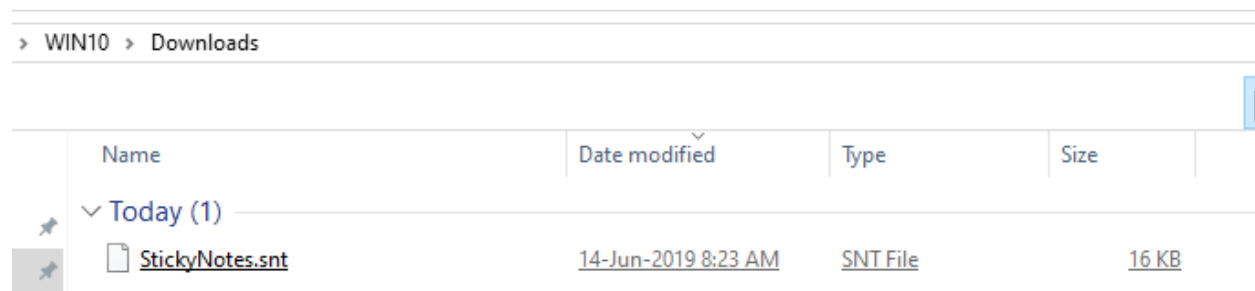 WIN10 > Downloads
Name Date modified Type Size
Today (1)
StickyNotes.snt 14-Jun-2019 8:23 AM SNT File 16 KB